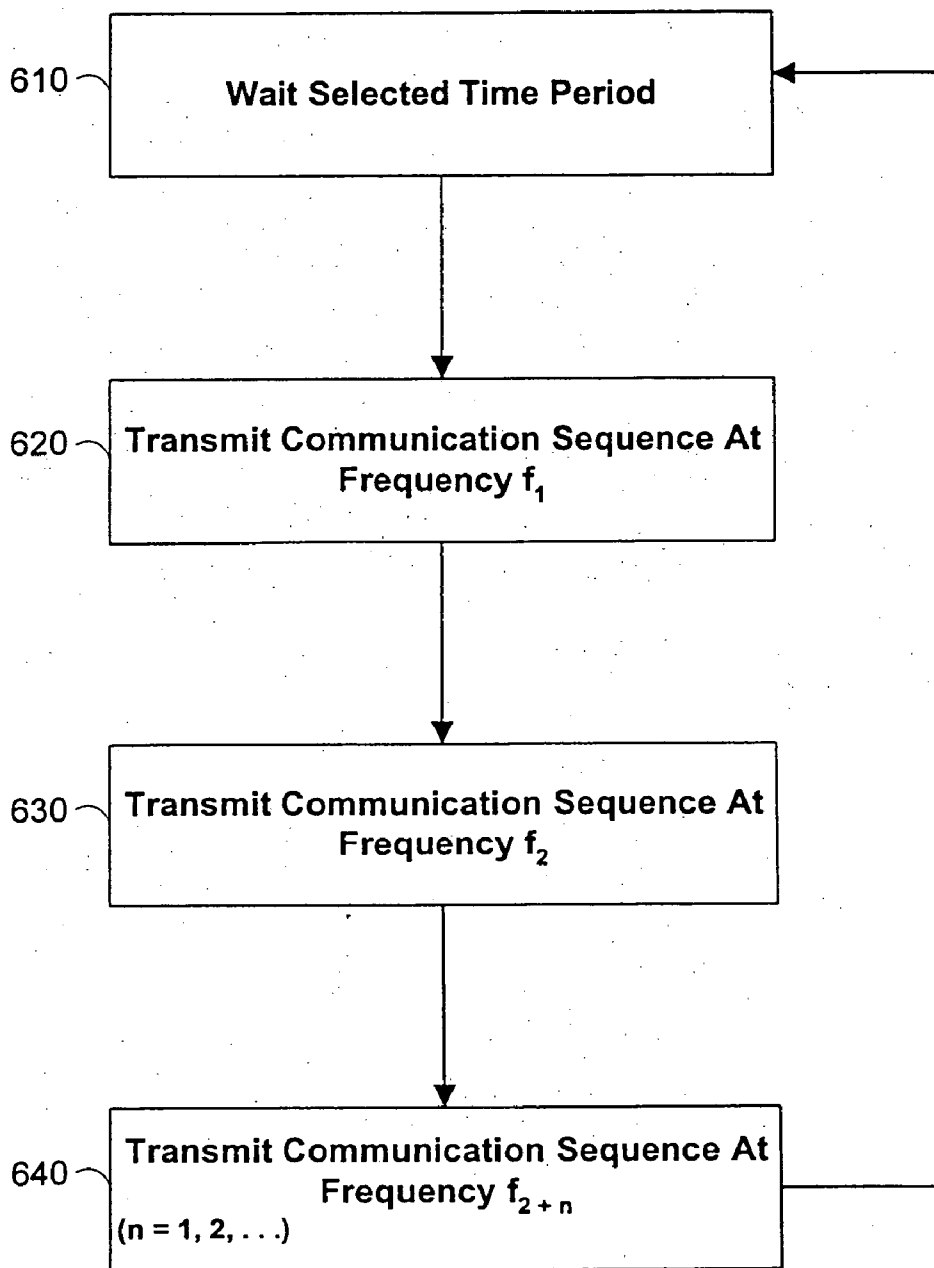 610
Wait Selected Time Period
620
Transmit Communication Sequence At
Frequency f₁
630
Transmit Communication Sequence At
Frequency f₂
640
Transmit Communication Sequence At
Frequency f₂ ₊ ₙ
(n = 1, 2, . . .)